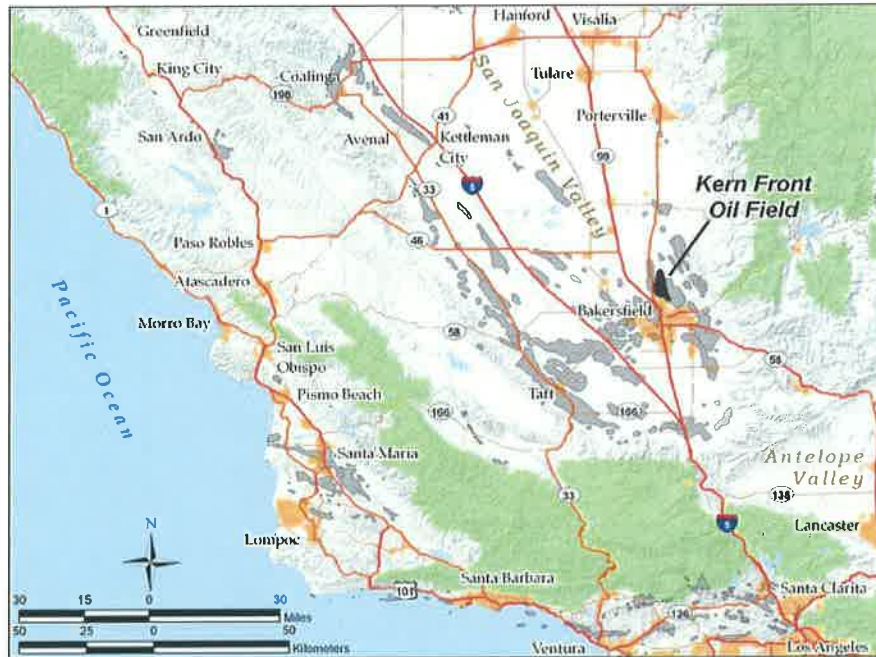 Hanford
Visalia
Greenfield
King City
Coalinga
198
Tulare
San Joaquin Valley
Porterville
San Ardo
Avenal
41
Kettleman
City
99
33
5
1
Kern Front
Oil Field
46
Paso Robles
Atascadero
Morro Bay
Bakersfield
58
58
San Luis
Obispo
Pismo Beach
Taft
166
166
Santa Maria
Antelope
Valley
33
138
5
Lancaster
N
Lompoc
Santa Barbara
101
Santa Clarita
126
Ventura
Los Angeles
Pacific Ocean
30 15 0 30
Miles
50 25 0 50
Kilometers